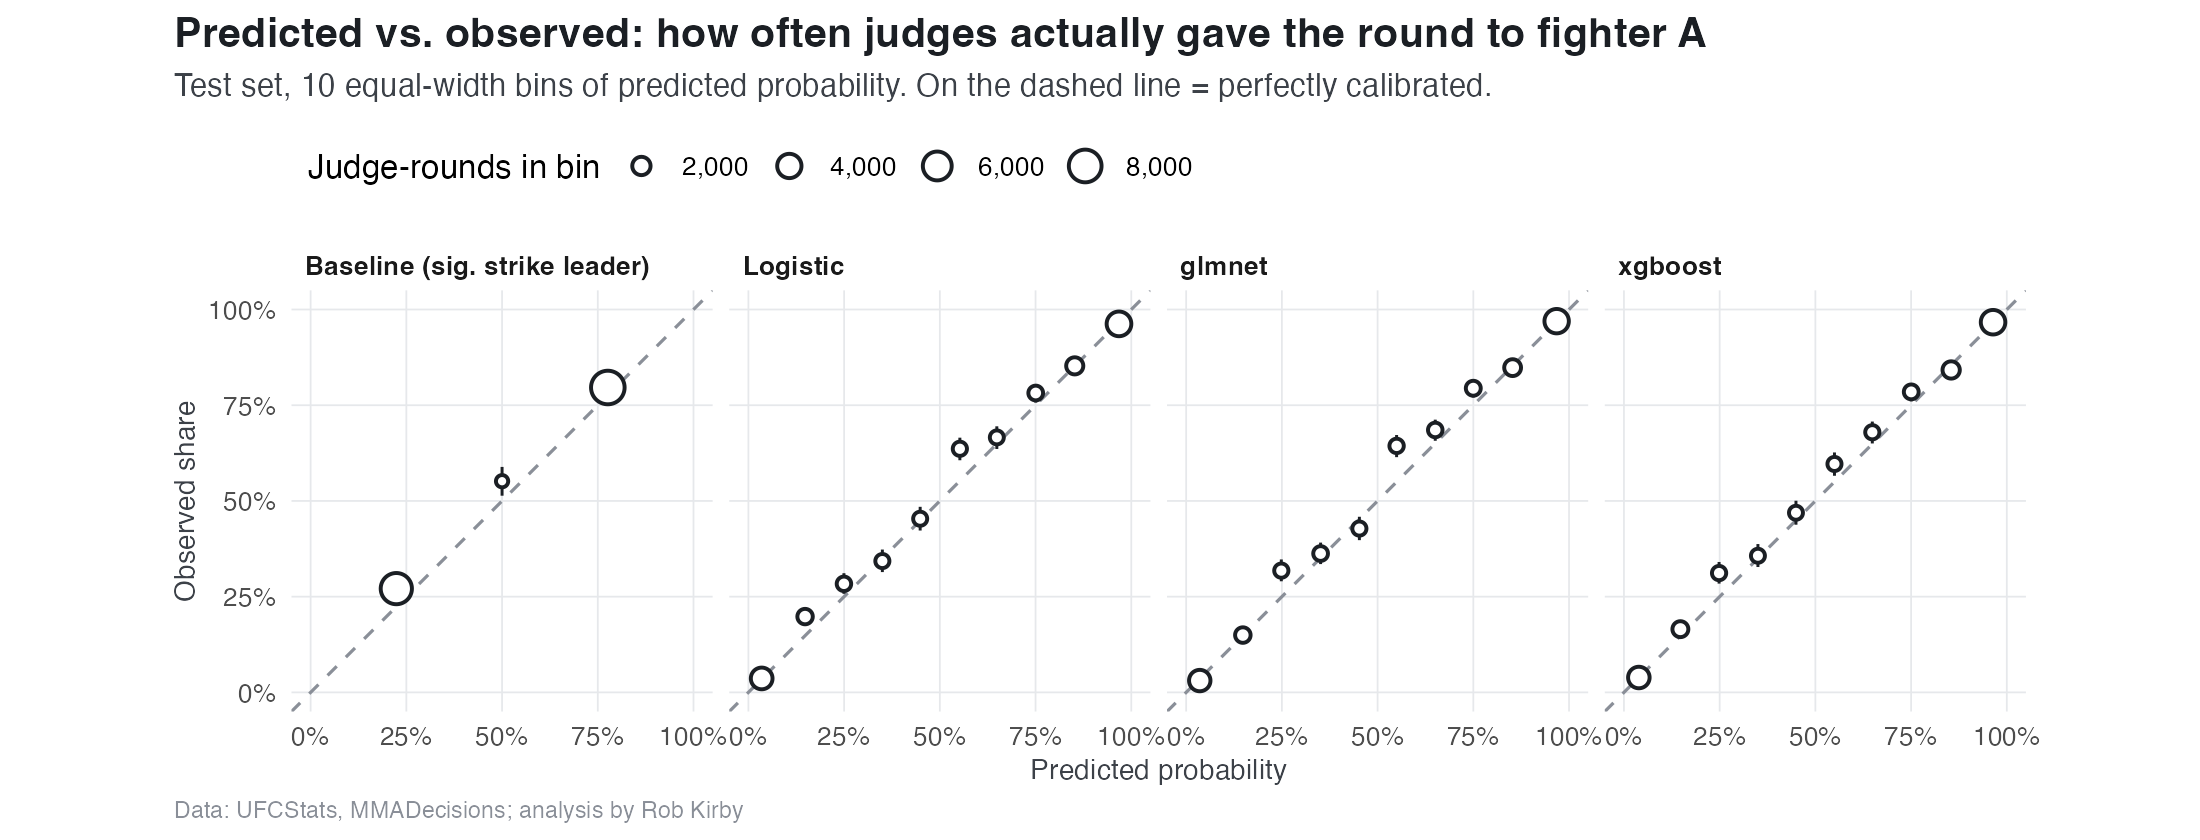 Predicted vs. observed: how often judges actually gave the round to fighter A
Test set, 10 equal-width bins of predicted probability. On the dashed line = perfectly calibrated.
Judge-rounds in bin 2,000 4,000 6,000 8,000
Baseline (sig. strike leader) Logistic glmnet xgboost
100%
75%
50%
25%
0%
Observed share
0% 25% 50% 75% 100% 0% 25% 50% 75% 100% 0% 25% 50% 75% 100% 0% 25% 50% 75% 100%
Predicted probability
Data: UFCStats, MMADecisions; analysis by Rob Kirby